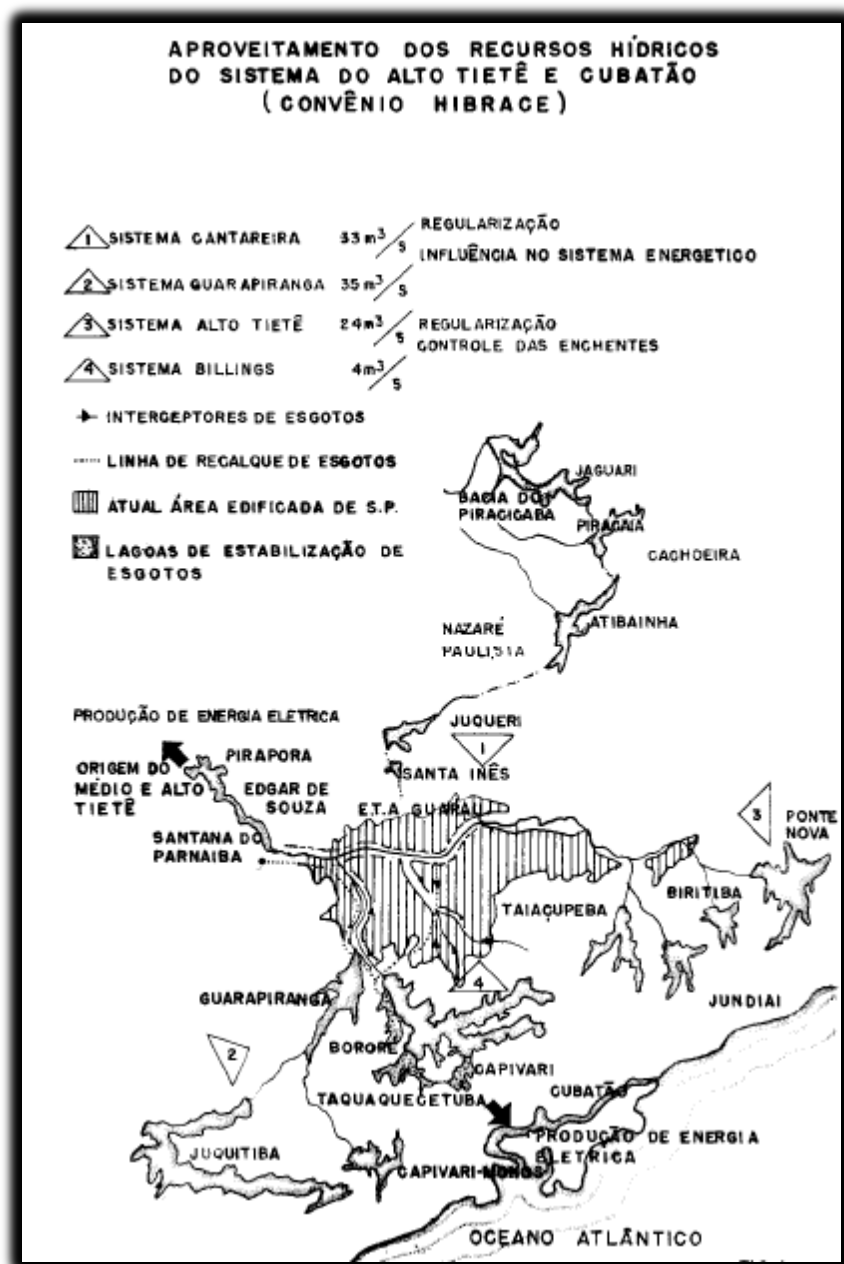 APROVEITAMENTO DOS RECURSOS HÍDRICOS
DO SISTEMA DO ALTO TIETÊ E CUBATÃO
( CONVÊNIO HIBRACE )
1 SISTEMA CANTAREIRA 33 m³/s REGULARIZAÇÃO
INFLUÊNCIA NO SISTEMA ENERGETICO
2 SISTEMA GUARAPIRANGA 35 m³/s
3 SISTEMA ALTO TIETÊ 24 m³/s REGULARIZAÇÃO
CONTROLE DAS ENCHENTES
4 SISTEMA BILLINGS 4 m³/s
INTERCEPTORES DE ESGOTOS
LINHA DE RECALQUE DE ESGOTOS
ATUAL ÁREA EDIFICADA DE S.P.
LAGOAS DE ESTABILIZAÇÃO DE
ESGOTOS
JAGUARI
BACIA DO
PIRACICABA
PIRACAIA
CACHOEIRA
ATIBAINHA
NAZARÉ
PAULISTA
PRODUÇÃO DE ENERGIA ELETRICA
JUQUERI
1
PIRAPORA
SANTA INÊS
ORIGEM DO
MÉDIO E ALTO
TIETÊ
EDGAR DE
SOUZA
E.T.A GUARAU
3
PONTE
NOVA
SANTANA DO
PARNAIBA
BIRITIBA
TAIAÇUPEBA
4
GUARAPIRANGA
JUNDIAI
2
BORORÉ
CAPIVARI
CUBATÃO
TAQUAQUECETUBA
PRODUÇÃO DE ENERGIA
ELETRICA
JUQUITIBA
CAPIVARI-MONOS
OCEANO ATLÂNTICO